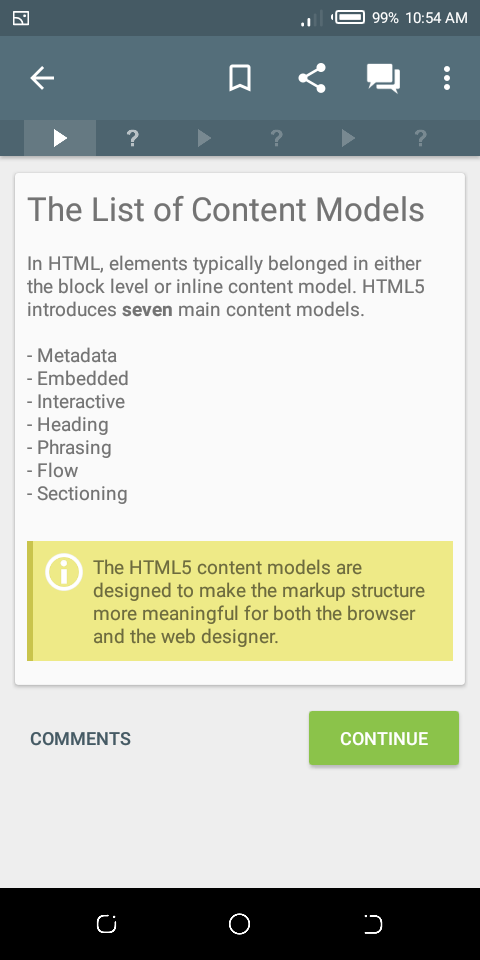 99% 10:54 AM
? ? ?
The List of Content Models
In HTML, elements typically belonged in either
the block level or inline content model. HTML5
introduces seven main content models.
- Metadata
- Embedded
- Interactive
- Heading
- Phrasing
- Flow
- Sectioning
The HTML5 content models are
designed to make the markup structure
more meaningful for both the browser
and the web designer.
COMMENTS CONTINUE